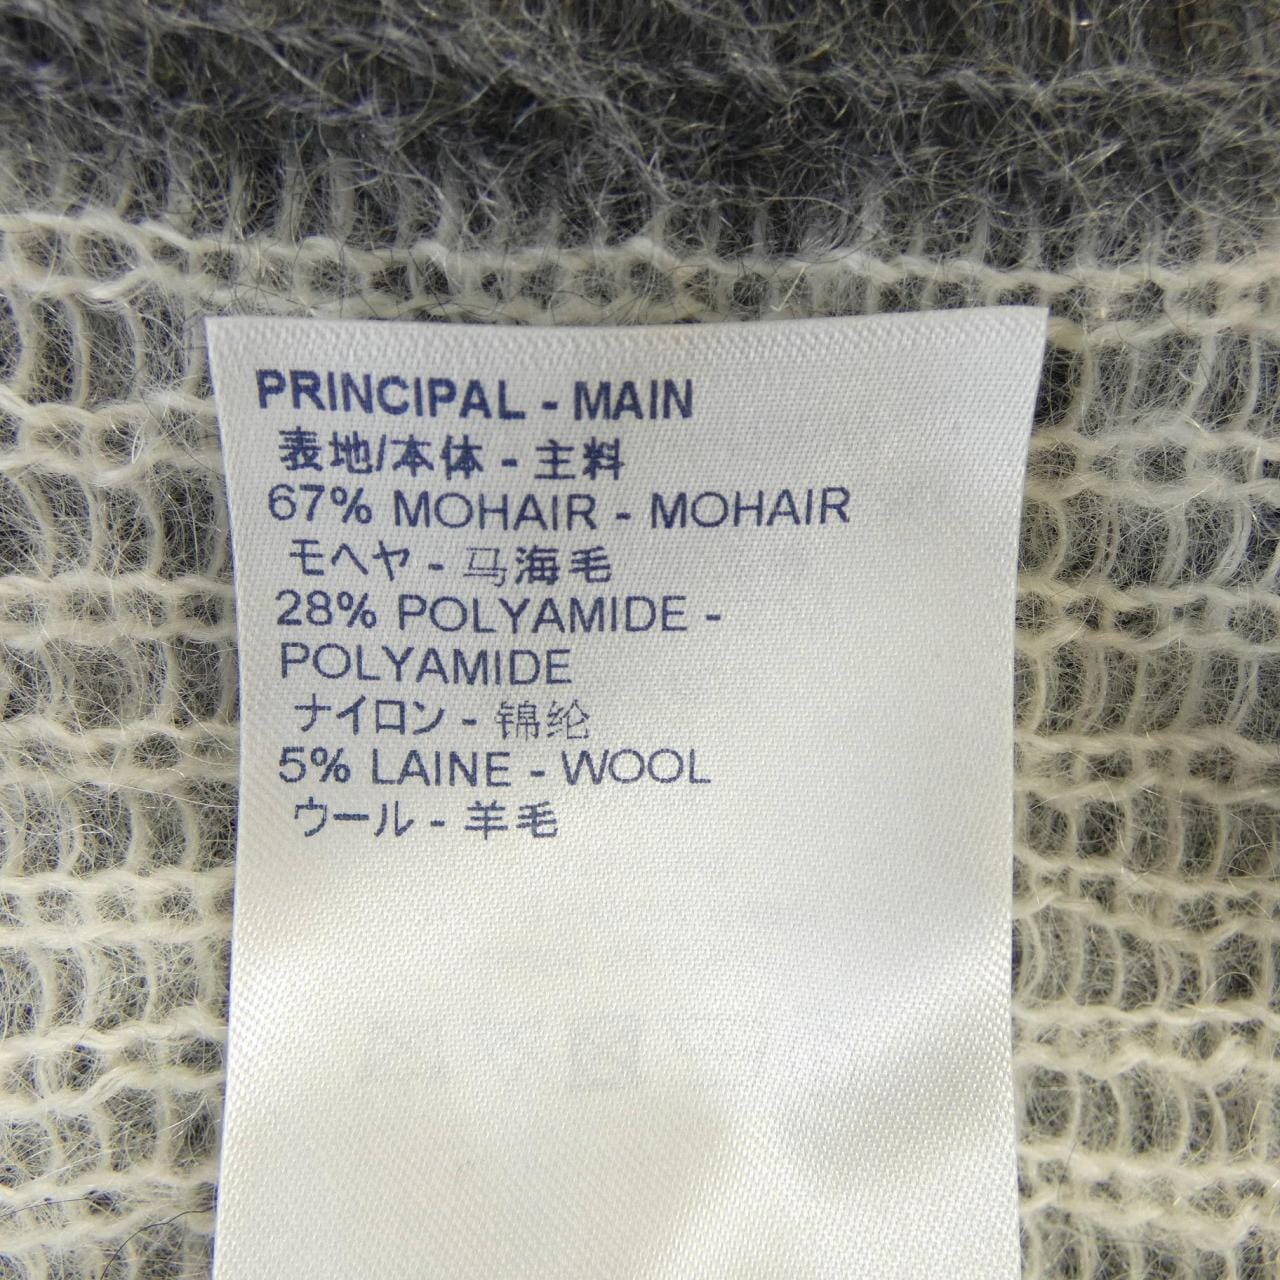 PRINCIPAL - MAIN
表地/本体 - 主料
67% MOHAIR - MOHAIR
モヘヤ - 马海毛
28% POLYAMIDE -
POLYAMIDE
ナイロン - 锦纶
5% LAINE - WOOL
ウール - 羊毛